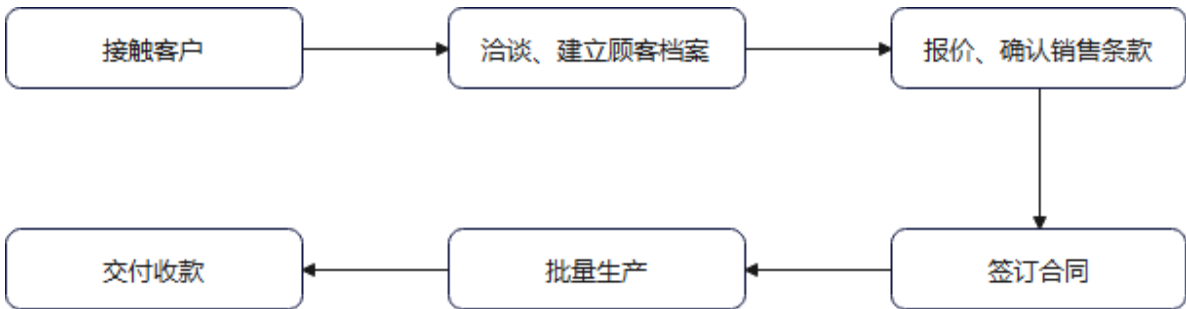 接触客户
洽谈、建立顾客档案
报价、确认销售条款
签订合同
批量生产
交付收款